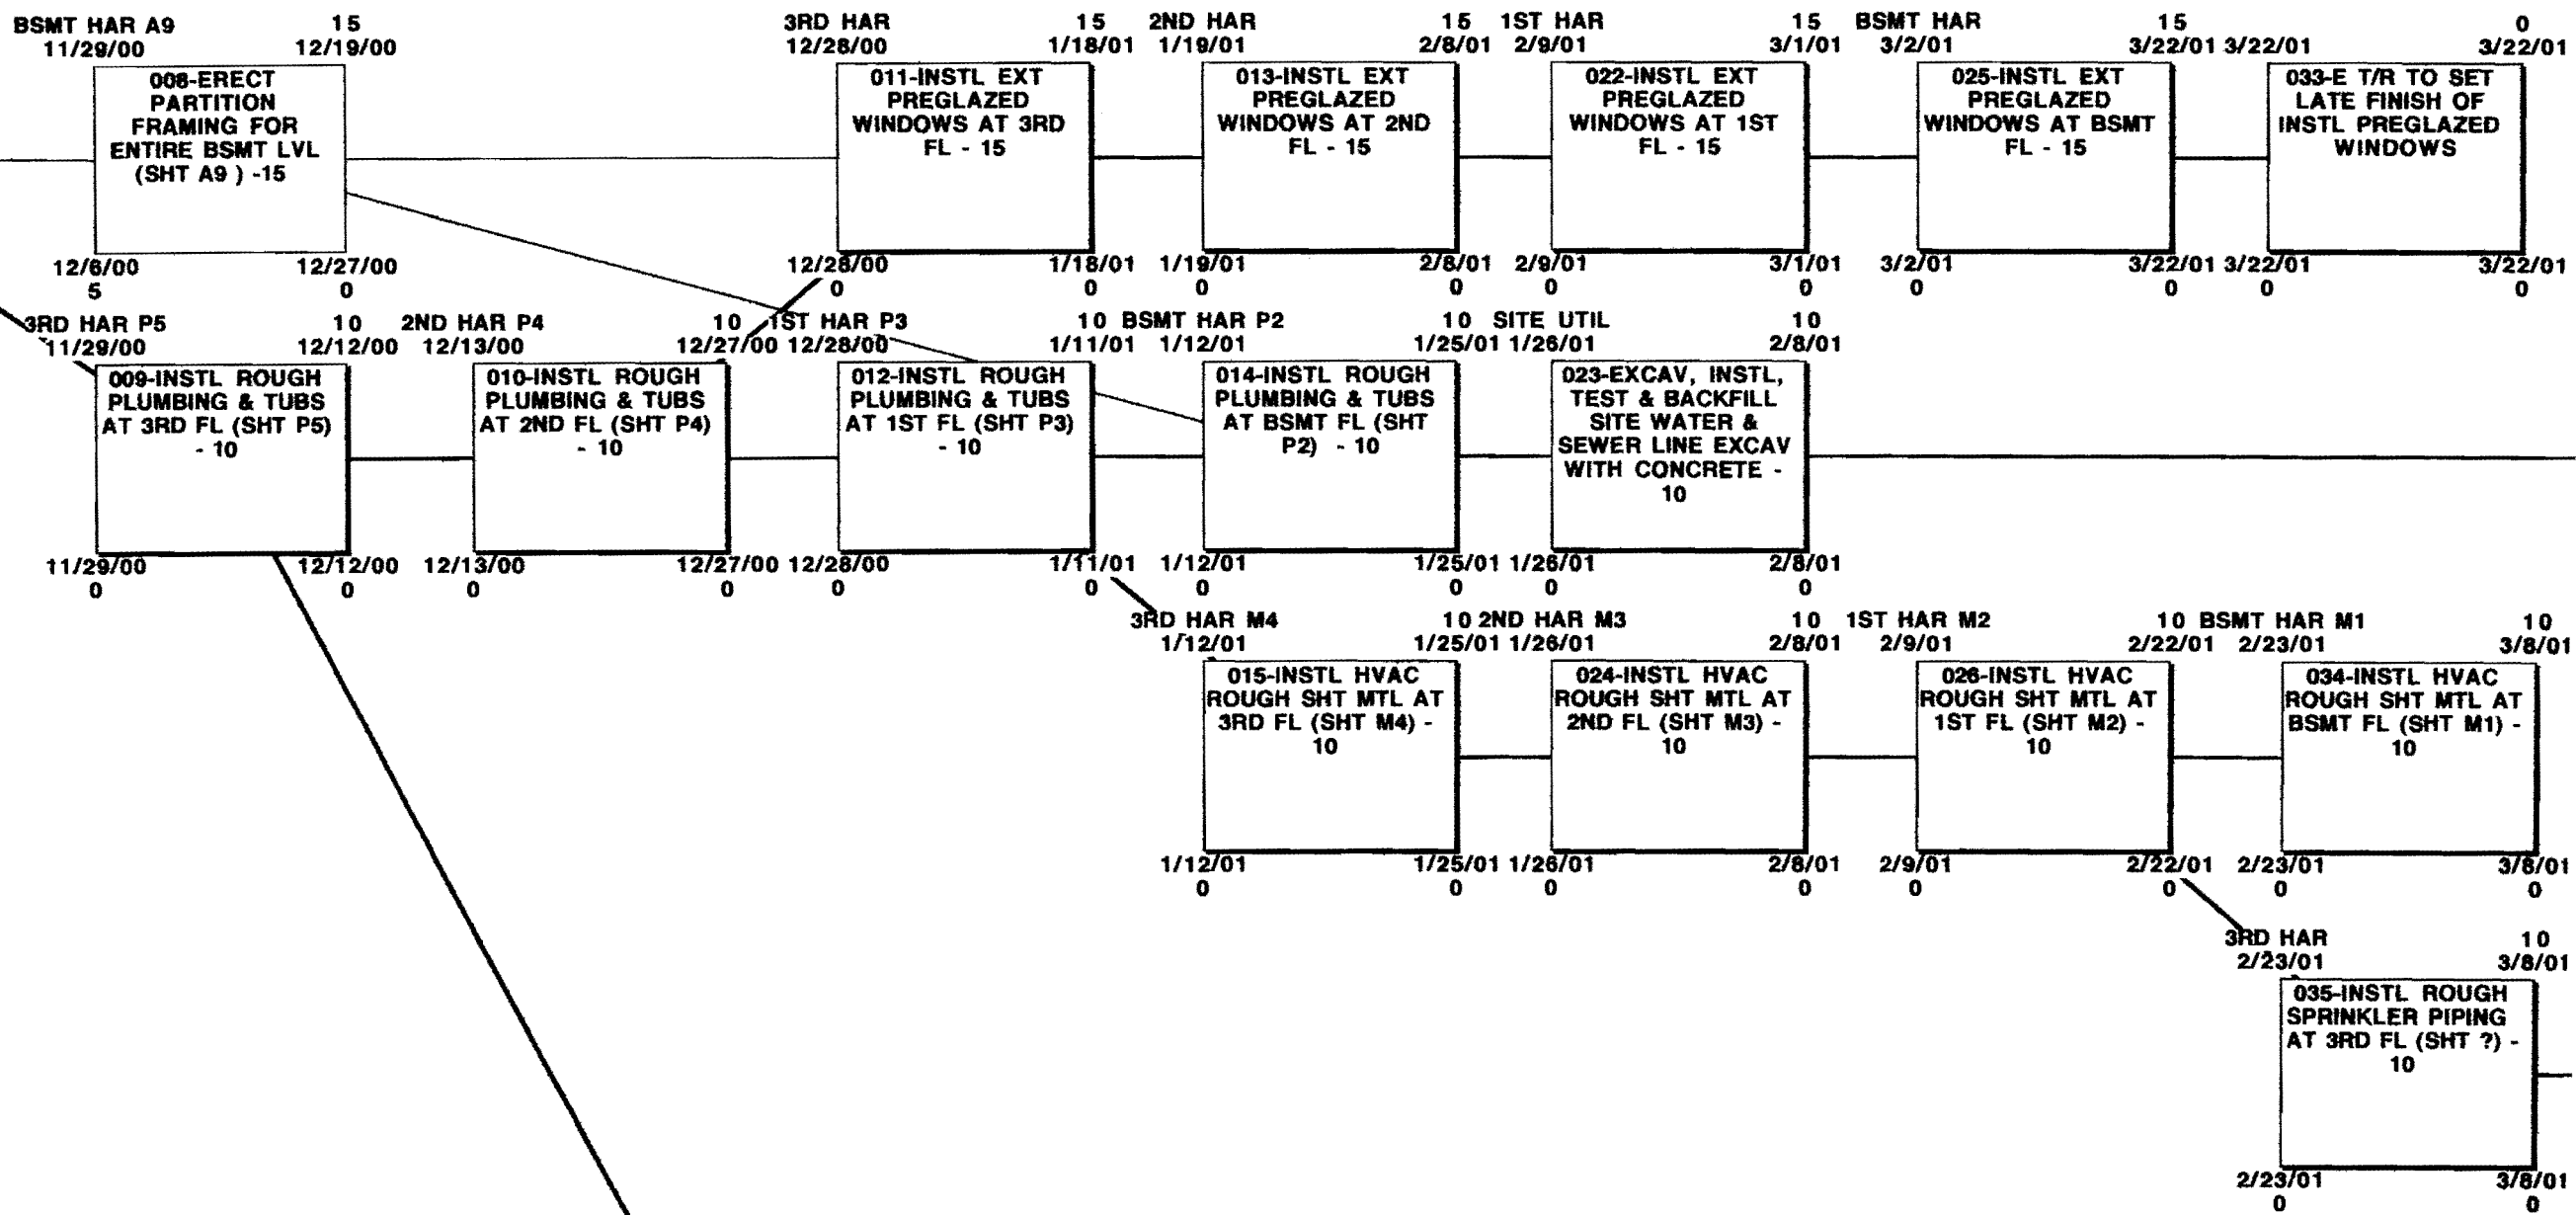 BSMT HAR A9 15
11/29/00 12/19/00
008-ERECT
PARTITION
FRAMING FOR
ENTIRE BSMT LVL
(SHT A9 ) -15
12/6/00 12/27/00
5 0
3RD HAR 15
12/28/00 1/18/01
011-INSTL EXT
PREGLAZED
WINDOWS AT 3RD
FL - 15
12/28/00 1/18/01
0 0
2ND HAR 15
1/19/01 2/8/01
013-INSTL EXT
PREGLAZED
WINDOWS AT 2ND
FL - 15
1/19/01 2/8/01
0 0
1ST HAR 15
2/9/01 3/1/01
022-INSTL EXT
PREGLAZED
WINDOWS AT 1ST
FL - 15
2/9/01 3/1/01
0 0
BSMT HAR 15
3/2/01 3/22/01
025-INSTL EXT
PREGLAZED
WINDOWS AT BSMT
FL - 15
3/2/01 3/22/01
0 0
0
3/22/01 3/22/01
033-E T/R TO SET
LATE FINISH OF
INSTL PREGLAZED
WINDOWS
3/22/01 3/22/01
0 0
3RD HAR P5 10
11/29/00 12/12/00
009-INSTL ROUGH
PLUMBING & TUBS
AT 3RD FL (SHT P5)
- 10
11/29/00 12/12/00
0 0
2ND HAR P4 10
12/13/00 12/27/00
010-INSTL ROUGH
PLUMBING & TUBS
AT 2ND FL (SHT P4)
- 10
12/13/00 12/27/00
0 0
1ST HAR P3 10
12/28/00 1/11/01
012-INSTL ROUGH
PLUMBING & TUBS
AT 1ST FL (SHT P3)
- 10
12/28/00 1/11/01
0 0
BSMT HAR P2 10
1/12/01 1/25/01
014-INSTL ROUGH
PLUMBING & TUBS
AT BSMT FL (SHT
P2) - 10
1/12/01 1/25/01
0 0
SITE UTIL 10
1/26/01 2/8/01
023-EXCAV, INSTL,
TEST & BACKFILL
SITE WATER &
SEWER LINE EXCAV
WITH CONCRETE -
10
1/26/01 2/8/01
0 0
3RD HAR M4 10
1/12/01 1/25/01
015-INSTL HVAC
ROUGH SHT MTL AT
3RD FL (SHT M4) -
10
1/12/01 1/25/01
0 0
2ND HAR M3 10
1/26/01 2/8/01
024-INSTL HVAC
ROUGH SHT MTL AT
2ND FL (SHT M3) -
10
1/26/01 2/8/01
0 0
1ST HAR M2 10
2/9/01 2/22/01
026-INSTL HVAC
ROUGH SHT MTL AT
1ST FL (SHT M2) -
10
2/9/01 2/22/01
0 0
BSMT HAR M1 10
2/23/01 3/8/01
034-INSTL HVAC
ROUGH SHT MTL AT
BSMT FL (SHT M1) -
10
2/23/01 3/8/01
0 0
3RD HAR 10
2/23/01 3/8/01
035-INSTL ROUGH
SPRINKLER PIPING
AT 3RD FL (SHT ?) -
10
2/23/01 3/8/01
0 0